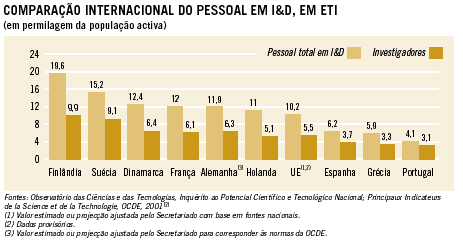 COMPARAÇÃO INTERNACIONAL DO PESSOAL EM I&D, EM ETI
(em permilagem da população activa)
Pessoal total em I&D Investigadores
24
20
16
12
8
4
0
19,6 9,9 15,2 9,1 12,4 6,4 12 6,1 11,9 6,3 11 5,1 10,2 5,5 6,2 3,7 5,9 3,3 4,1 3,1
Finlândia Suécia Dinamarca França Alemanha(3) Holanda UE(1,2) Espanha Grécia Portugal
Fontes: Observatório das Ciências e das Tecnologias, Inquérito ao Potencial Científico e Tecnológico Nacional; Principaux Indicateurs
de la Science et de la Technologie, OCDE, 2001(2)
(1) Valor estimado ou projecção ajustada pelo Secretariado com base em fontes nacionais.
(2) Dados provisórios.
(3) Valor estimado ou projecção ajustada pelo Secretariado para corresponder às normas da OCDE.